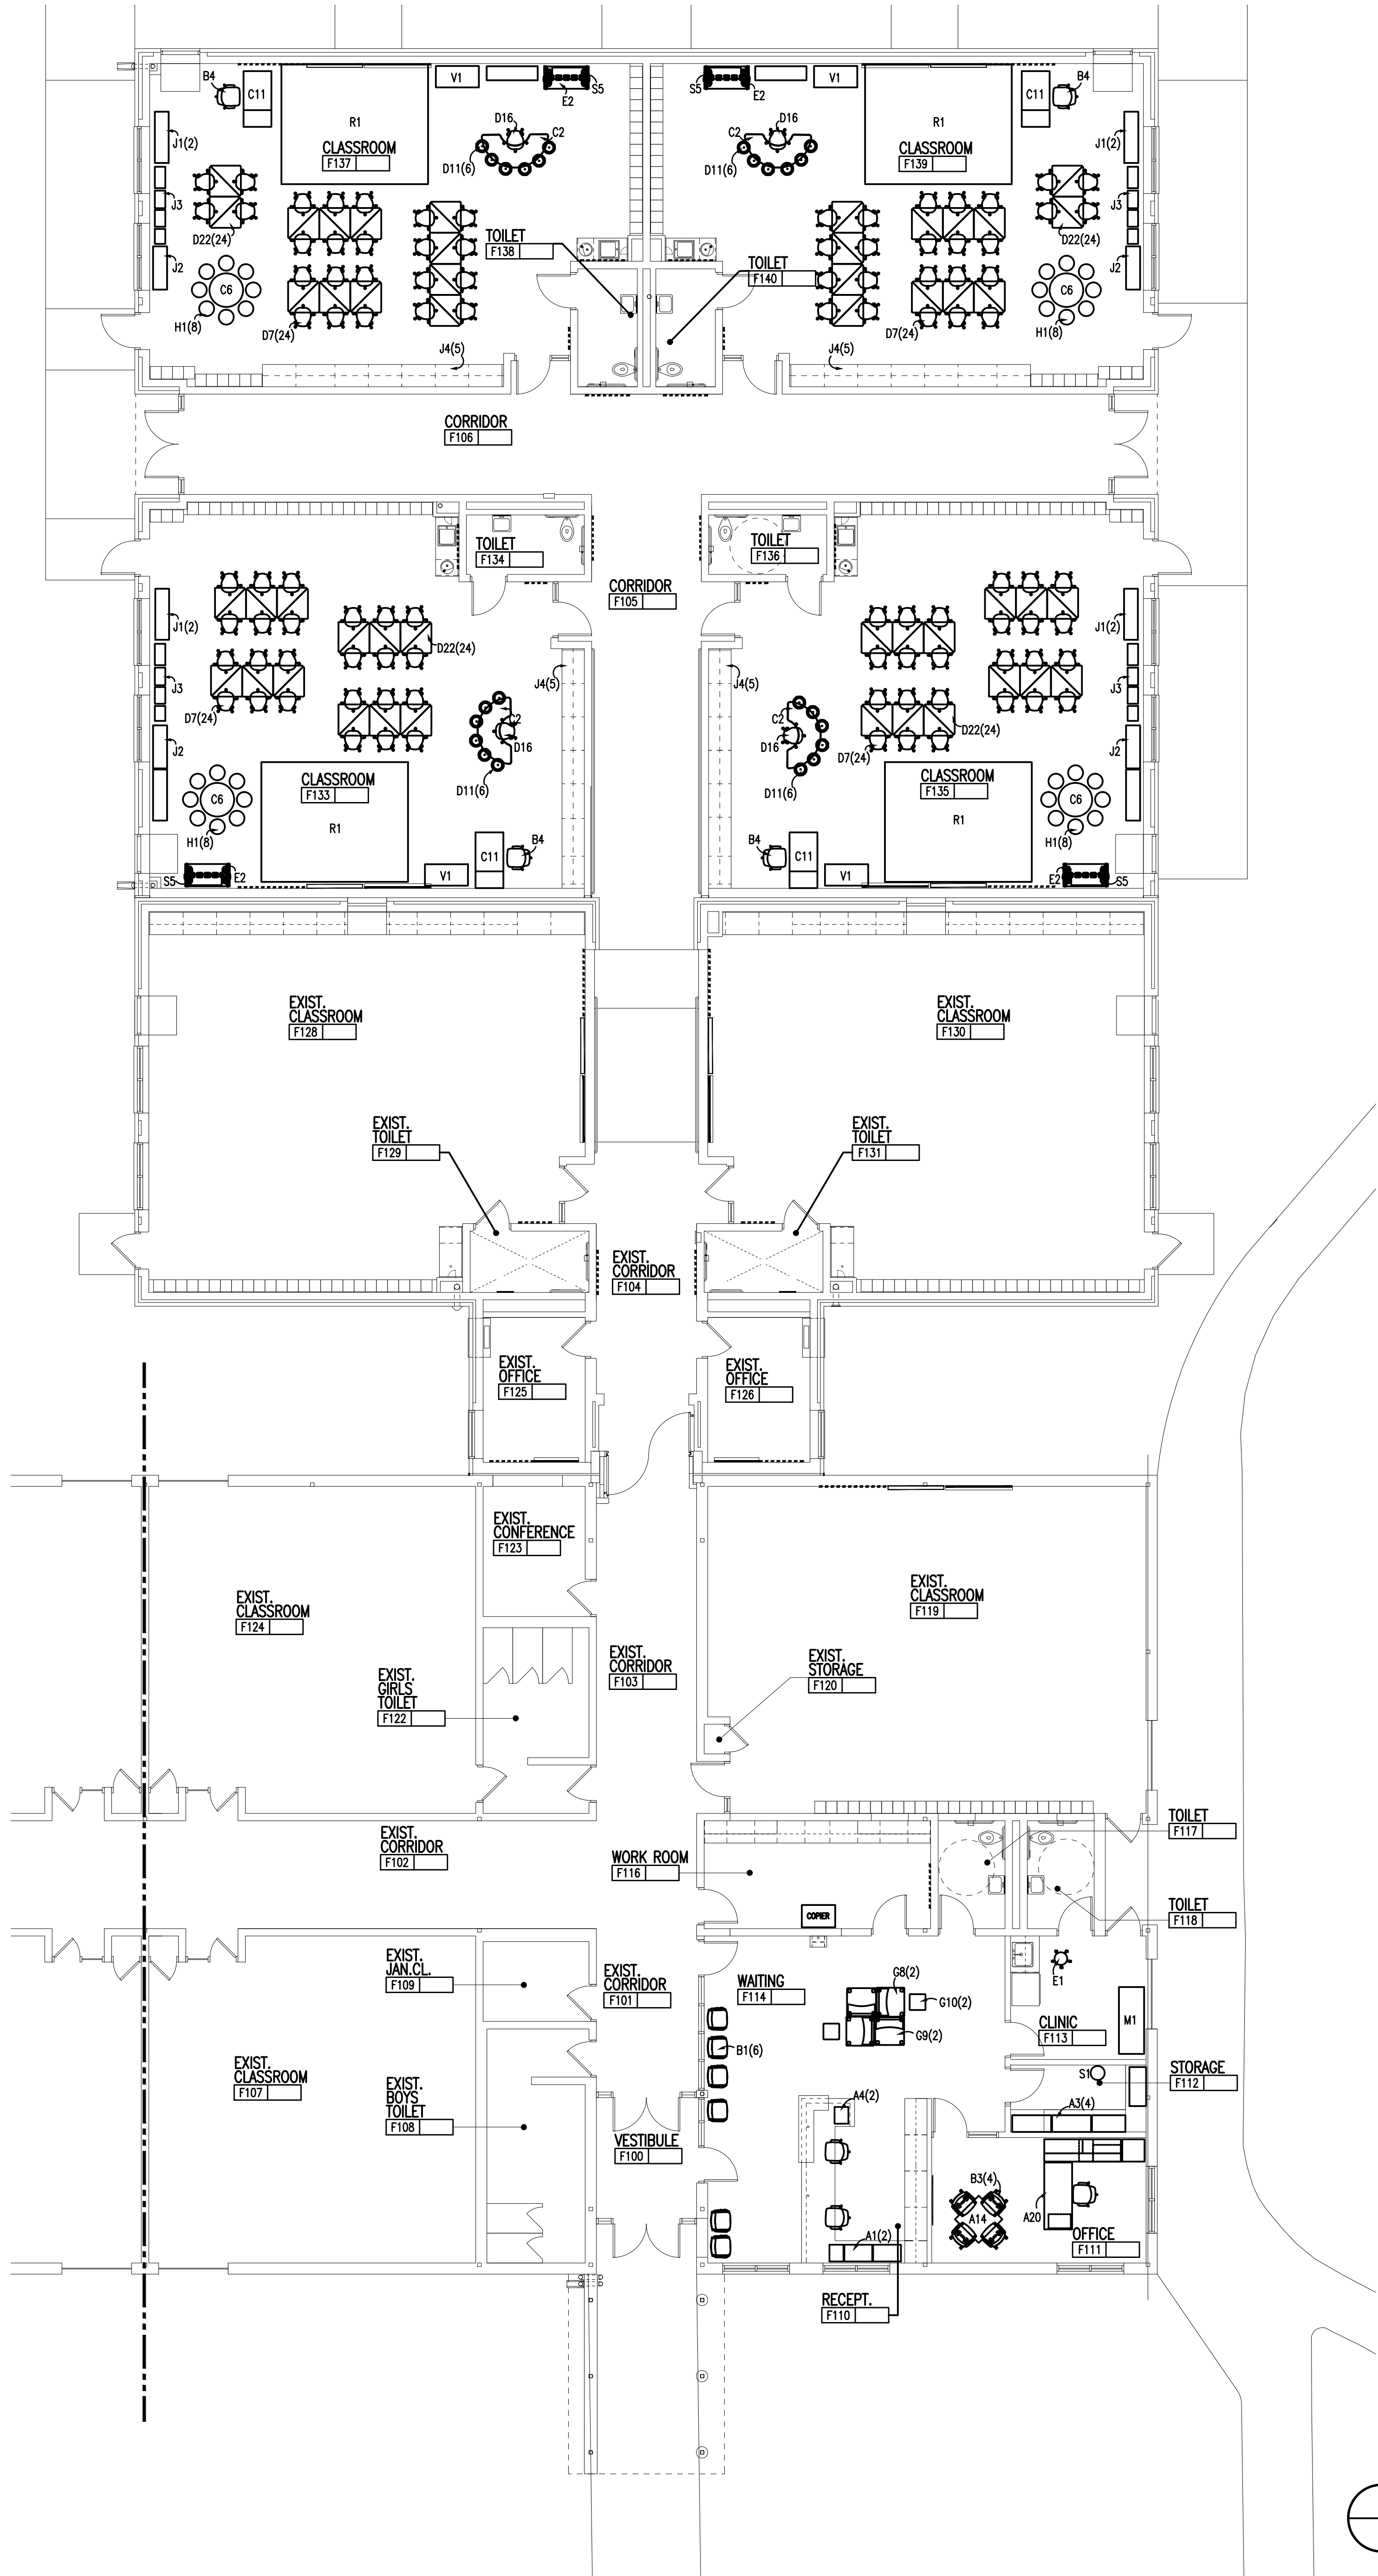 B4
C11
R1
V1
S5
E2
D16
C2
D11(6)
CLASSROOM
F137
J1(2)
J3
D22(24)
J2
C6
H1(8)
D7(24)
J4(5)
TOILET
F138
S5
E2
V1
R1
C11
B4
D16
C2
D11(6)
CLASSROOM
F139
J1(2)
J3
D22(24)
J2
C6
H1(8)
D7(24)
J4(5)
TOILET
F140
CORRIDOR
F106
TOILET
F134
TOILET
F136
CORRIDOR
F105
J1(2)
J3
D22(24)
D7(24)
J4(5)
C2
D16
D11(6)
J2
CLASSROOM
F133
R1
C6
H1(8)
S5
E2
V1
C11
B4
J1(2)
J3
D22(24)
D7(24)
J4(5)
C2
D16
D11(6)
J2
CLASSROOM
F135
R1
C6
H1(8)
B4
C11
V1
E2
S5
EXIST.
CLASSROOM
F128
EXIST.
CLASSROOM
F130
EXIST.
TOILET
F129
EXIST.
TOILET
F131
EXIST.
CORRIDOR
F104
EXIST.
OFFICE
F125
EXIST.
OFFICE
F126
EXIST.
CONFERENCE
F123
EXIST.
CLASSROOM
F124
EXIST.
CLASSROOM
F119
EXIST.
GIRLS
TOILET
F122
EXIST.
CORRIDOR
F103
EXIST.
STORAGE
F120
EXIST.
CORRIDOR
F102
WORK ROOM
F116
COPIER
TOILET
F117
TOILET
F118
EXIST.
JAN.CL.
F109
EXIST.
CORRIDOR
F101
WAITING
F114
G8(2)
G10(2)
G9(2)
B1(6)
E1
CLINIC
F113
M1
EXIST.
CLASSROOM
F107
EXIST.
BOYS
TOILET
F108
S1
STORAGE
F112
A4(2)
A3(4)
VESTIBULE
F100
B3(4)
A14
A20
OFFICE
F111
A1(2)
RECEPT.
F110